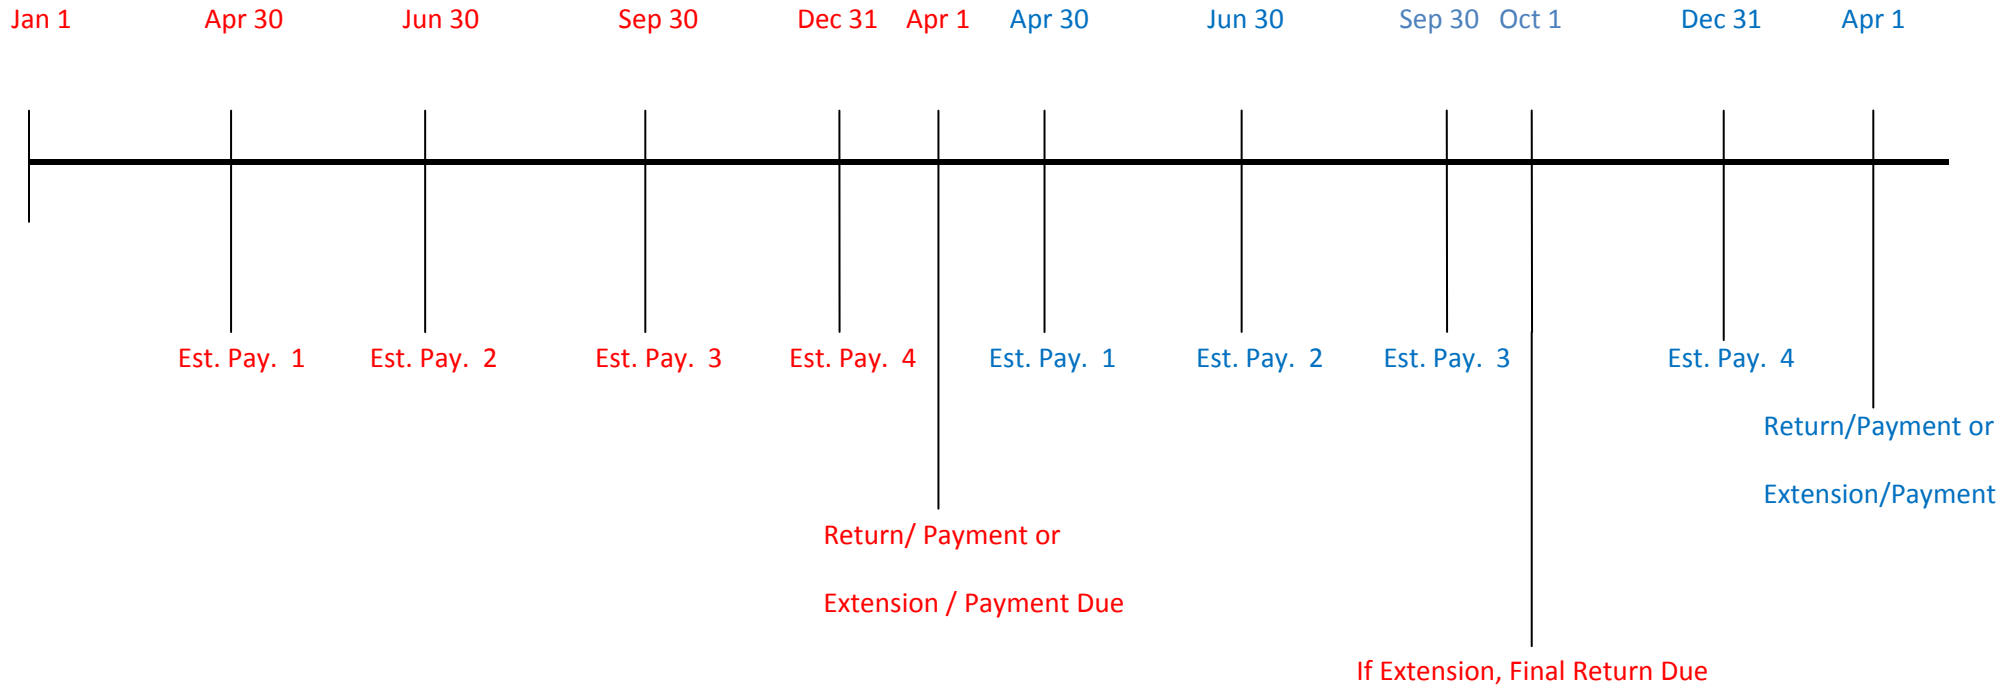 Jan 1 Apr 30 Jun 30 Sep 30 Dec 31 Apr 1 Apr 30 Jun 30 Sep 30 Oct 1 Dec 31 Apr 1
Est. Pay. 1 Est. Pay. 2 Est. Pay. 3 Est. Pay. 4 Est. Pay. 1 Est. Pay. 2 Est. Pay. 3 Est. Pay. 4
Return/Payment or
Extension/Payment
Return/ Payment or
Extension / Payment Due
If Extension, Final Return Due